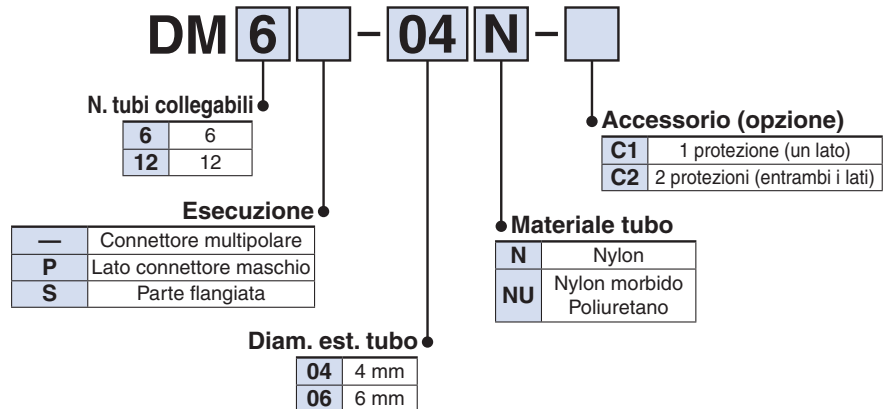 DM 6 – 04 N –
N. tubi collegabili
6 6
12 12
Accessorio (opzione)
C1 1 protezione (un lato)
C2 2 protezioni (entrambi i lati)
Esecuzione
— Connettore multipolare
P Lato connettore maschio
S Parte flangiata
Materiale tubo
N Nylon
NU Nylon morbido
Poliuretano
Diam. est. tubo
04 4 mm
06 6 mm